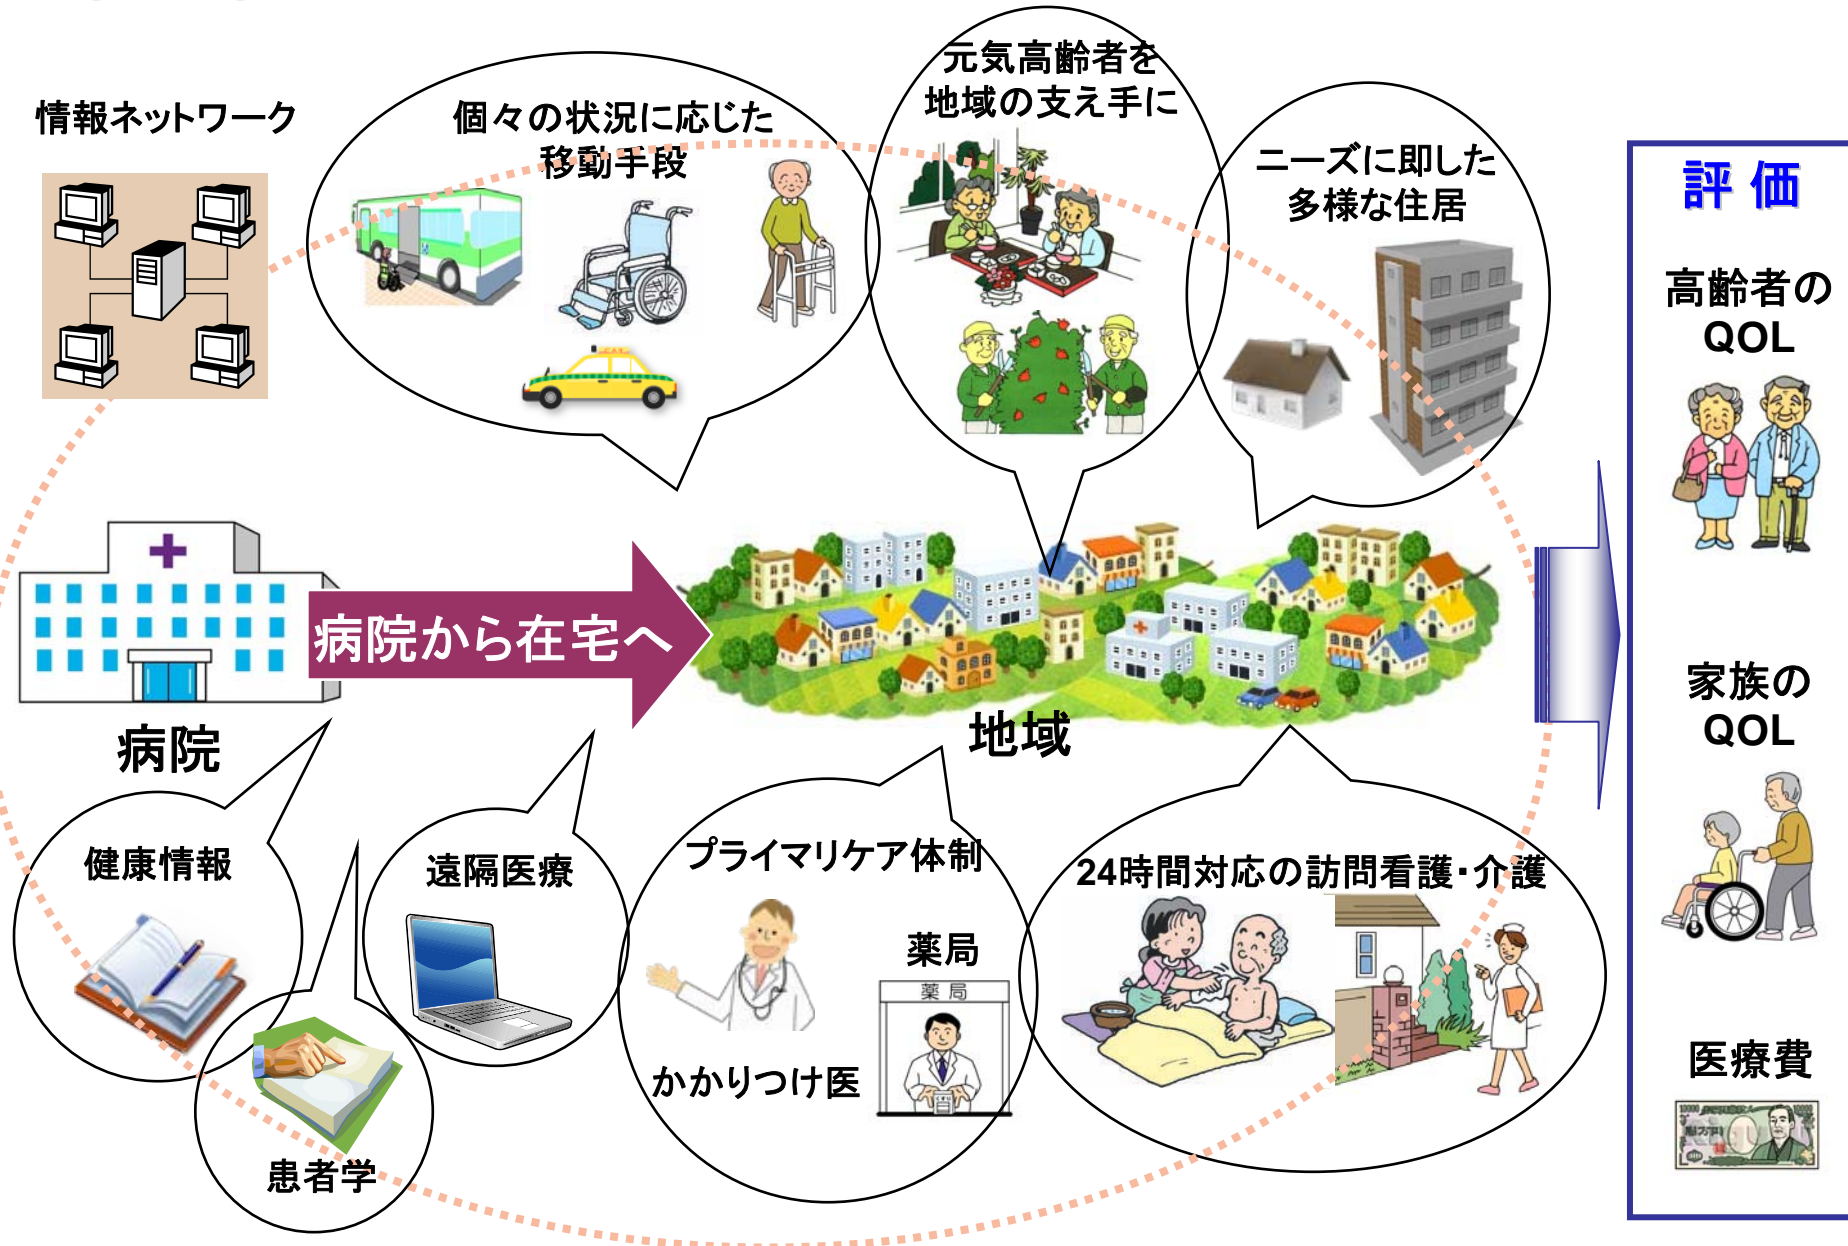 情報ネットワーク
個々の状況に応じた
移動手段
元気高齢者を
地域の支え手に
ニーズに即した
多様な住居
病院から在宅へ
病院
地域
健康情報
患者学
遠隔医療
プライマリケア体制
かかりつけ医
薬局
薬局
24時間対応の訪問看護・介護
評価
高齢者の
QOL
家族の
QOL
医療費